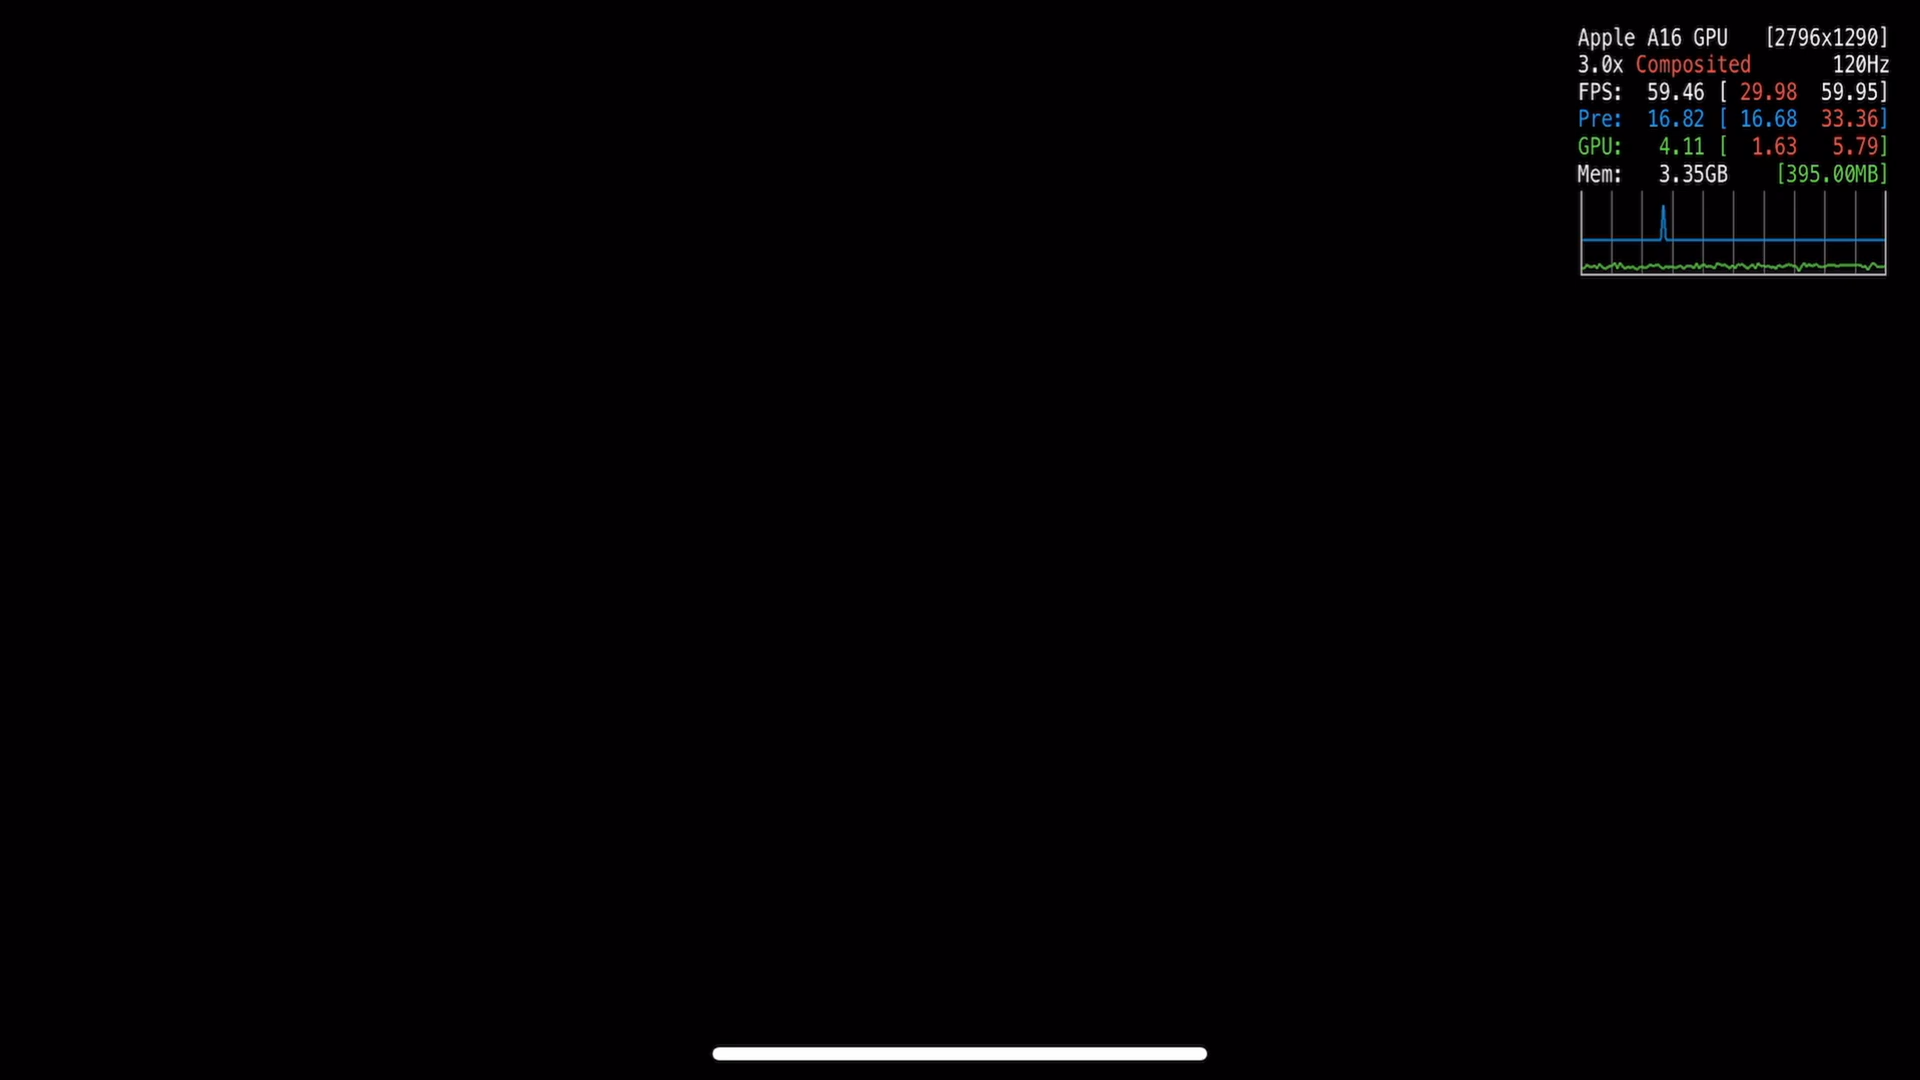 Apple A16 GPU [2796x1290]
3.0x Composited 120Hz
FPS: 59.46 [ 29.98 59.95]
Pre: 16.82 [ 16.68 33.36]
GPU: 4.11 [ 1.63 5.79]
Mem: 3.35GB [395.00MB]